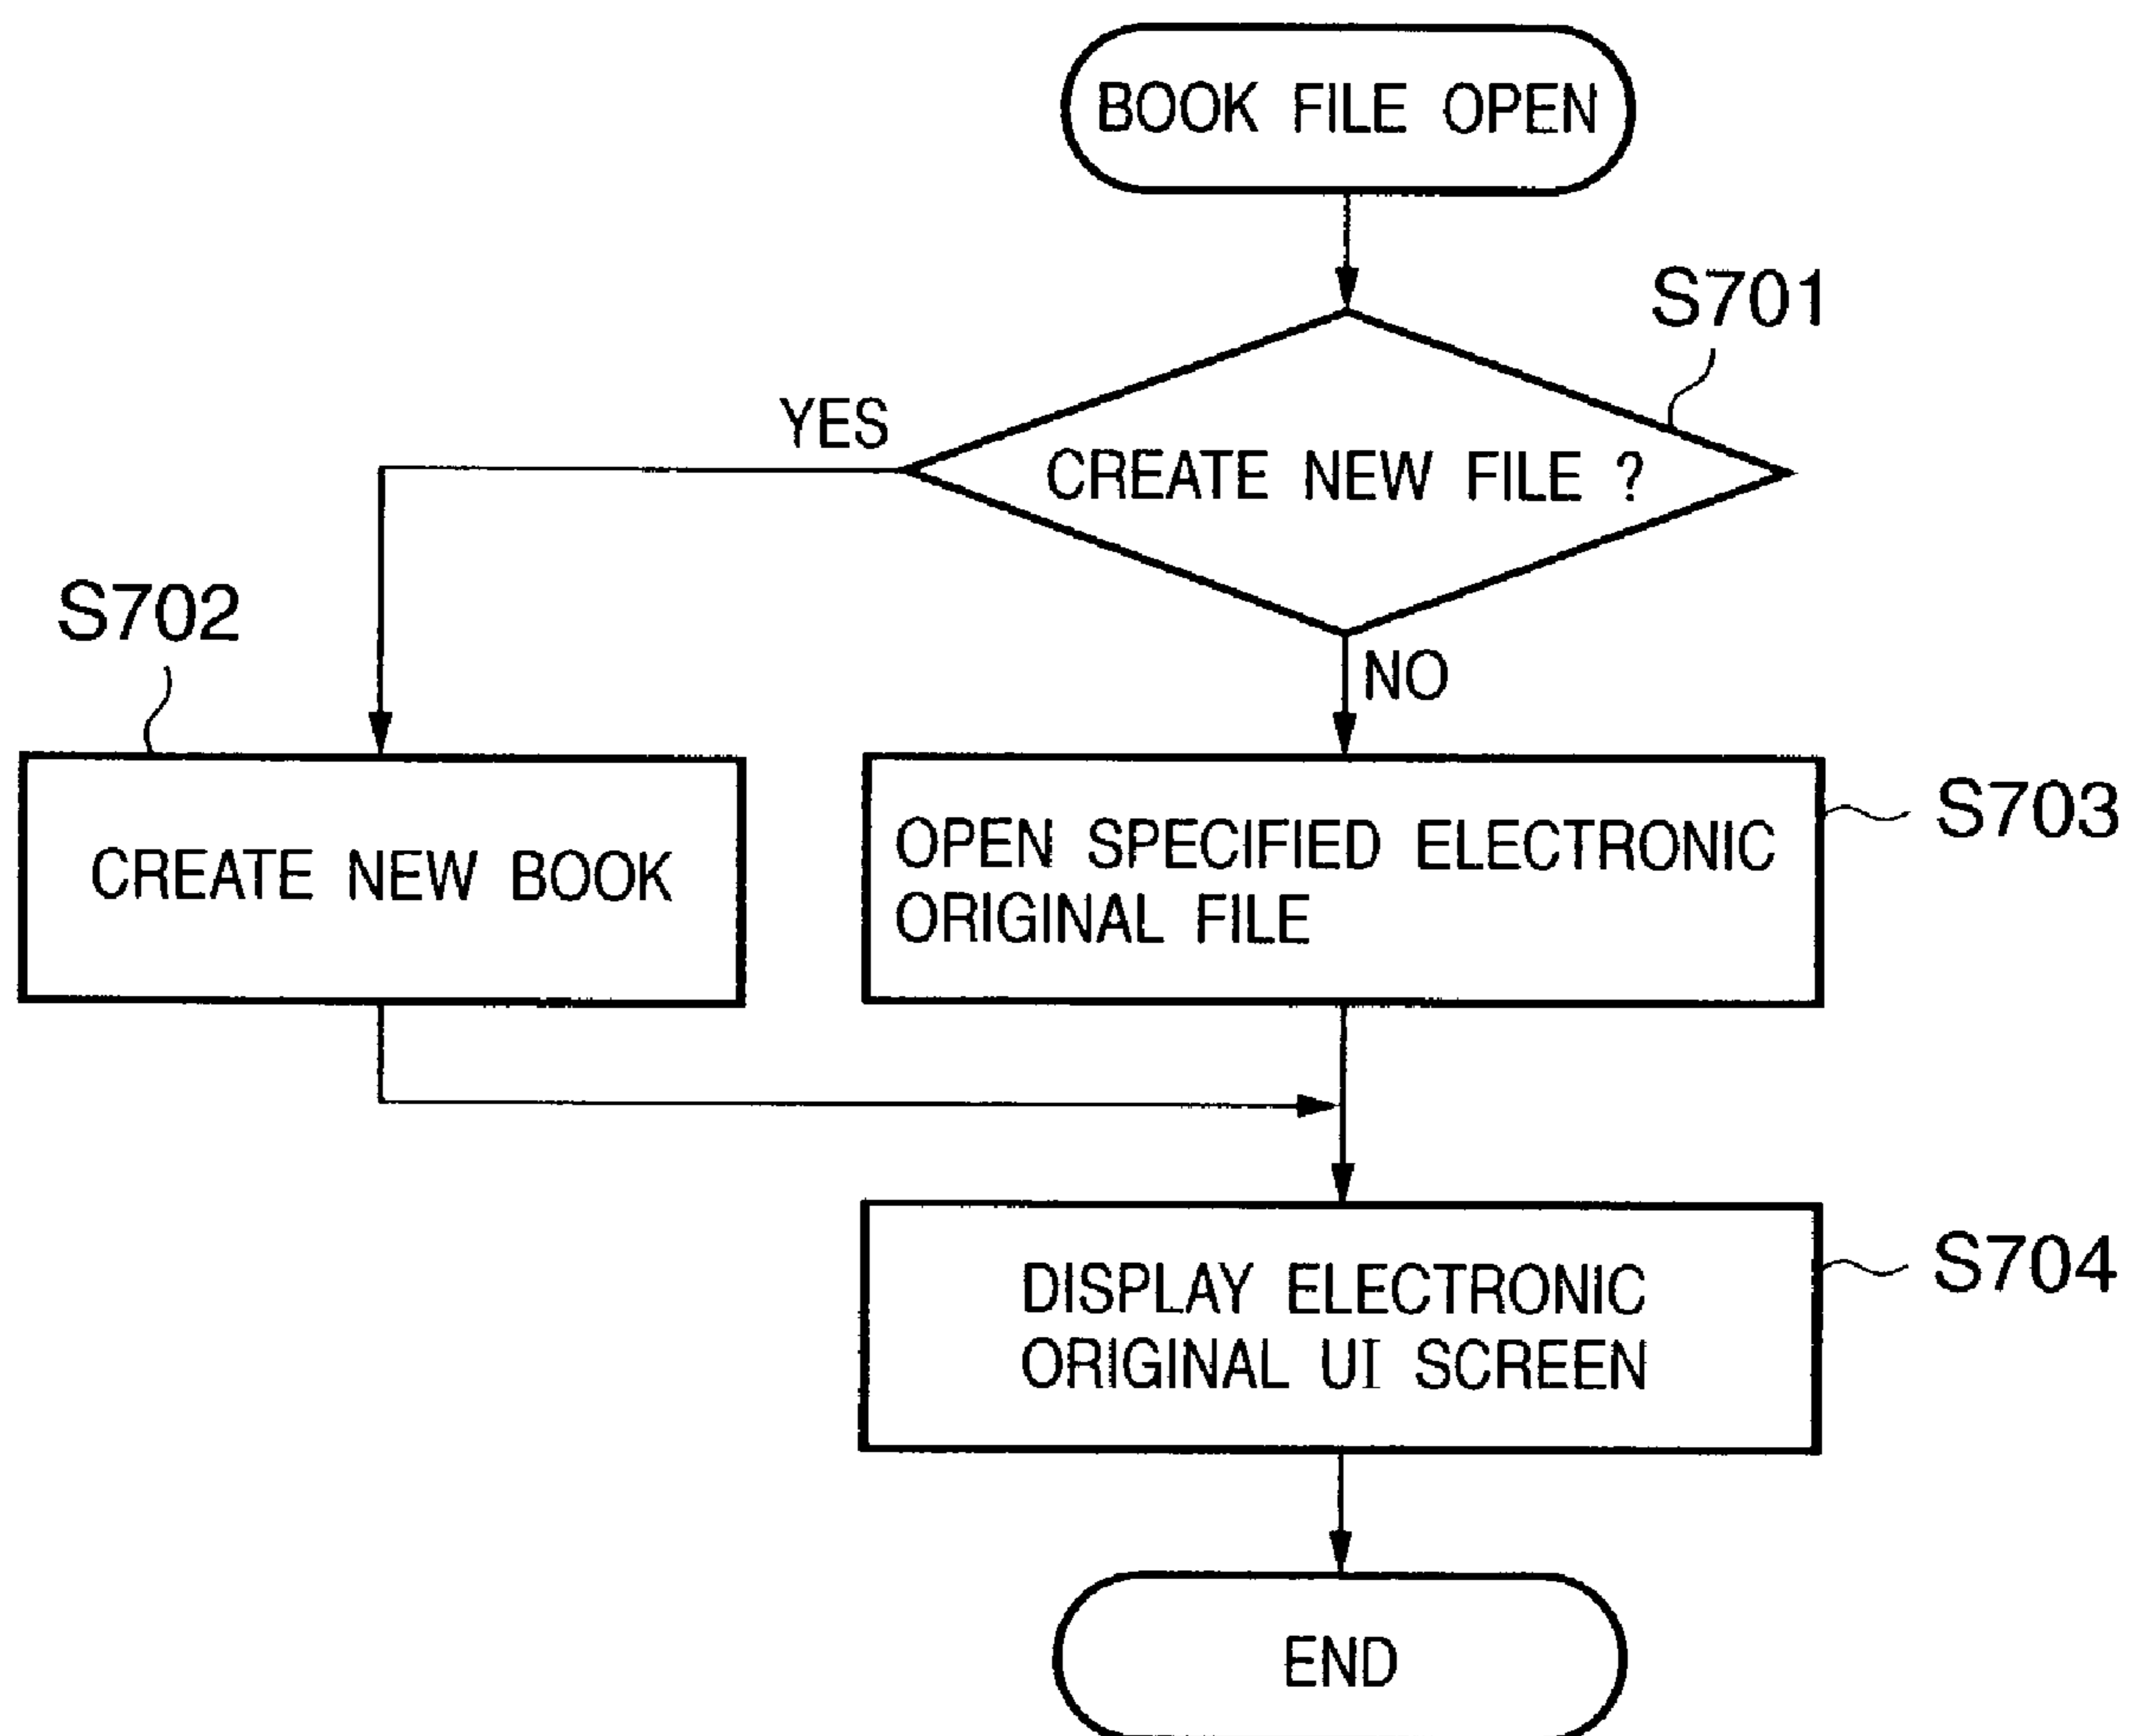 BOOK FILE OPEN
S701
YES
CREATE NEW FILE ?
S702
NO
CREATE NEW BOOK
OPEN SPECIFIED ELECTRONIC
ORIGINAL FILE
S703
DISPLAY ELECTRONIC
ORIGINAL UI SCREEN
S704
END